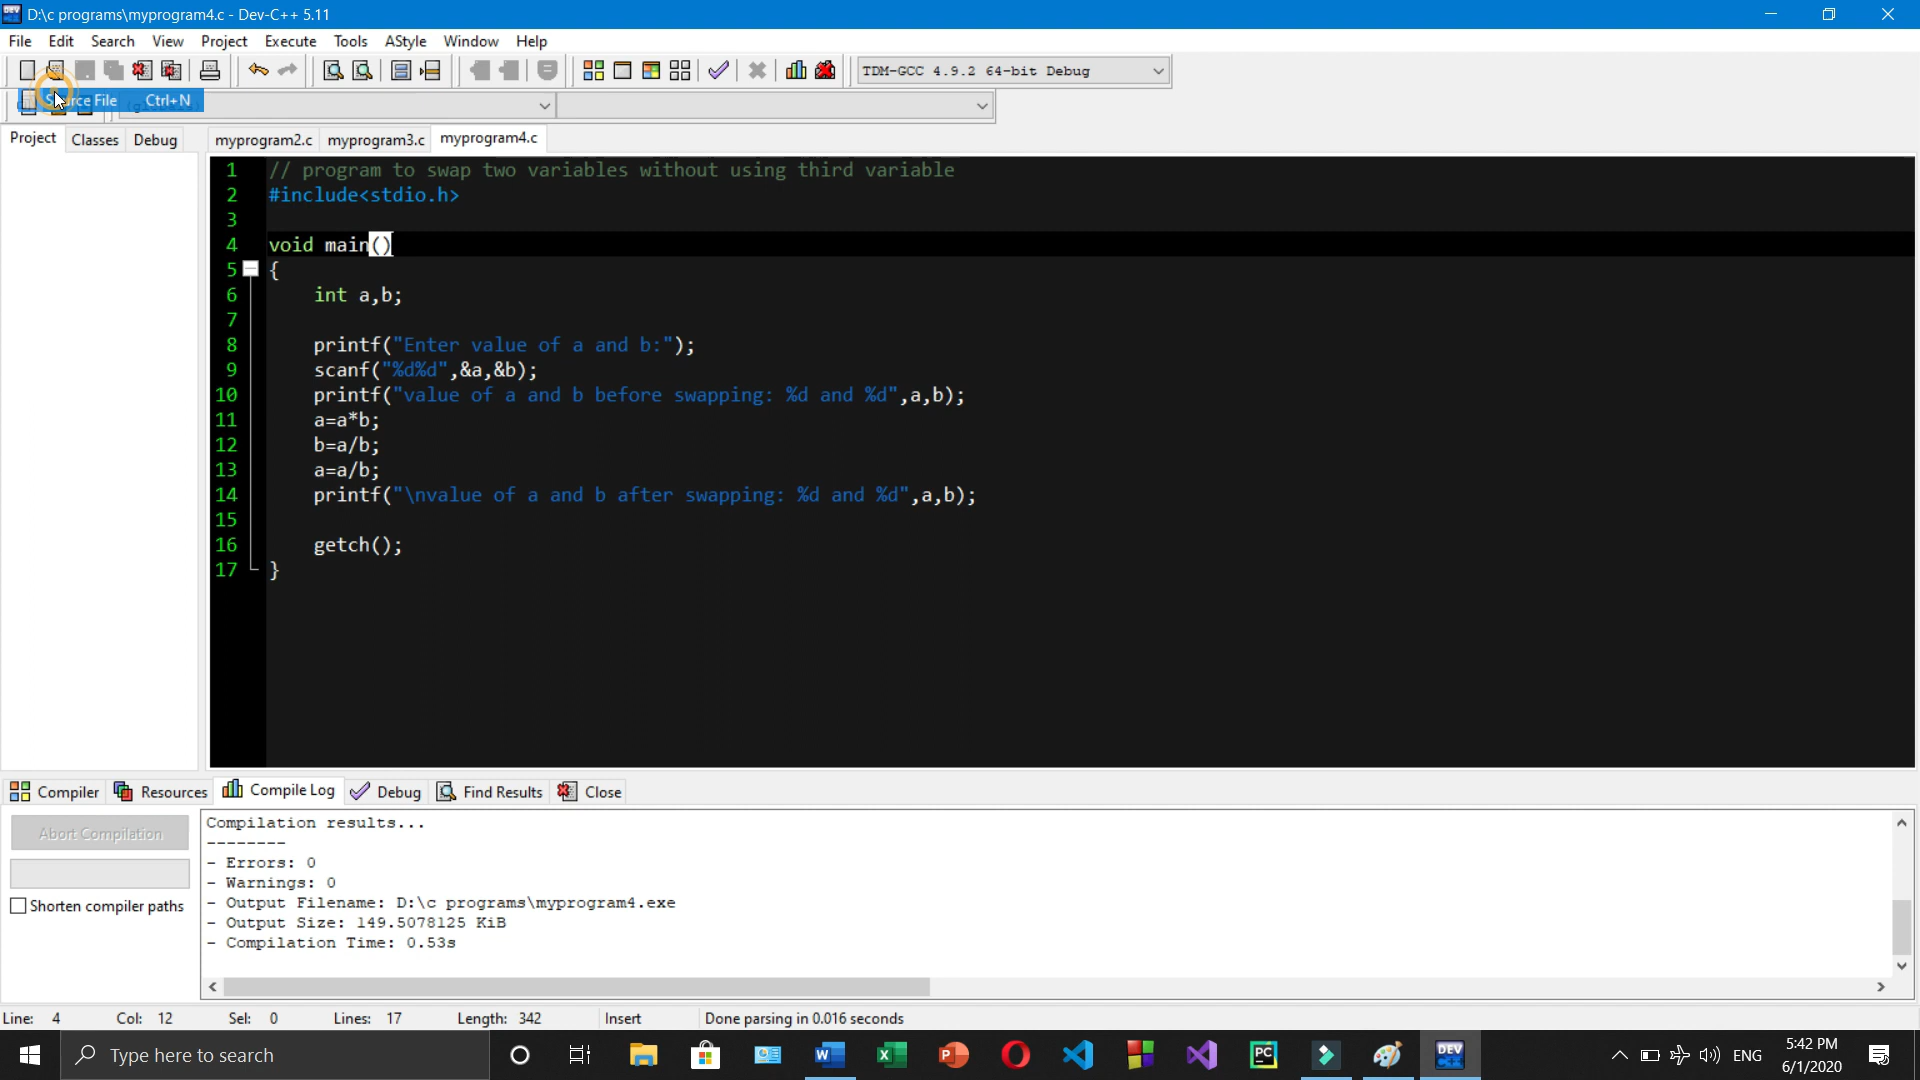 D:\c programs\myprogram4.c - Dev-C++ 5.11
File Edit Search View Project Execute Tools AStyle Window Help
TDM-GCC 4.9.2 64-bit Debug
File Ctrl+N
Project Classes Debug myprogram2.c myprogram3.c myprogram4.c
1 // program to swap two variables without using third variable
2 #include<stdio.h>
3
4 void main()
5 {
6 int a,b;
7
8 printf("Enter value of a and b:");
9 scanf("%d%d",&a,&b);
10 printf("value of a and b before swapping: %d and %d",a,b);
11 a=a*b;
12 b=a/b;
13 a=a/b;
14 printf("\nvalue of a and b after swapping: %d and %d",a,b);
15
16 getch();
17 }
Compiler Resources Compile Log Debug Find Results Close
Abort Compilation
Shorten compiler paths
Compilation results...
--------
- Errors: 0
- Warnings: 0
- Output Filename: D:\c programs\myprogram4.exe
- Output Size: 149.5078125 KiB
- Compilation Time: 0.53s
Line: 4 Col: 12 Sel: 0 Lines: 17 Length: 342 Insert Done parsing in 0.016 seconds
Type here to search
ENG
5:42 PM
6/1/2020